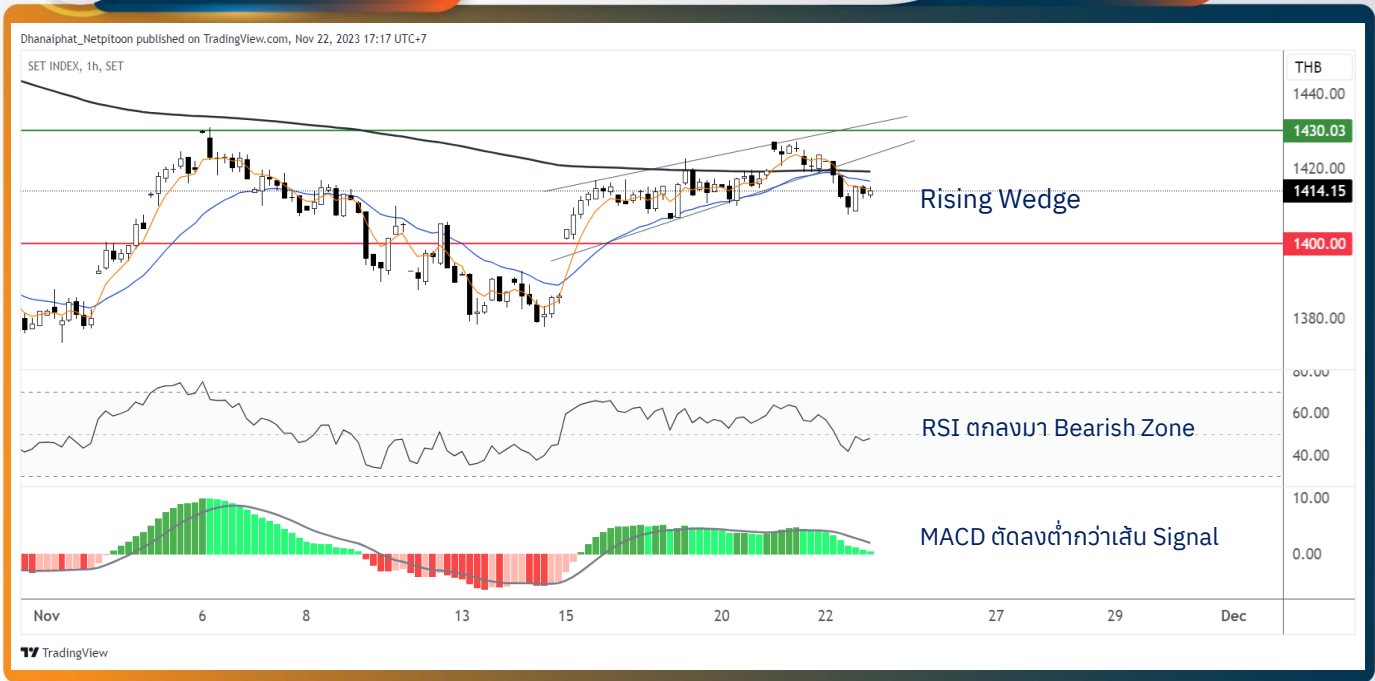 Dhanaiphat_Netpitoon published on TradingView.com, Nov 22, 2023 17:17 UTC+7
SET INDEX, 1h, SET
THB
1440.00
1430.03
1420.00
1414.15
Rising Wedge
1400.00
1380.00
80.00
60.00
RSI ตกลงมา Bearish Zone
40.00
10.00
MACD ตัดลงต่ำกว่าเส้น Signal
0.00
Nov 6 8 13 15 20 22 27 29 Dec
TradingView